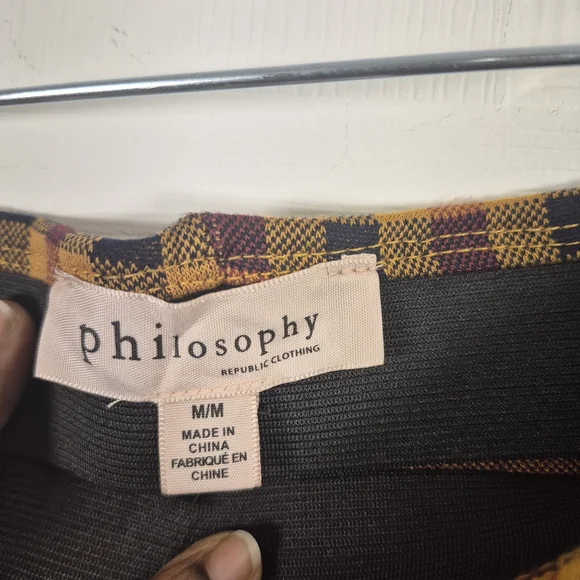 philosophy
REPUBLIC CLOTHING
M/M
MADE IN
CHINA
FABRIQUÉ EN
CHINE